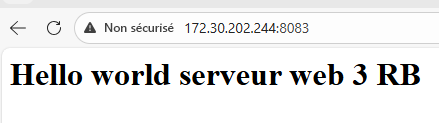 Non sécurisé 172.30.202.244:8083
Hello world serveur web 3 RB